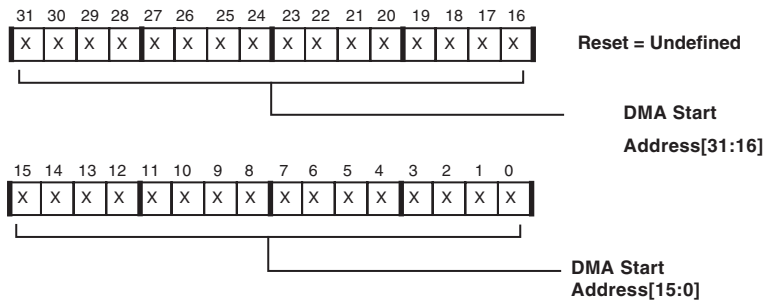 31 30 29 28 27 26 25 24 23 22 21 20 19 18 17 16
X X X X X X X X X X X X X X X X
Reset = Undefined
DMA Start
Address[31:16]
15 14 13 12 11 10 9 8 7 6 5 4 3 2 1 0
X X X X X X X X X X X X X X X X
DMA Start
Address[15:0]